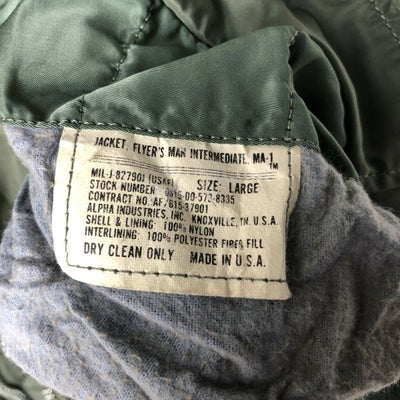 JACKET, FLYER'S MAN INTERMEDIATE, MA-1 TM
MIL-J-82790J (USAF) SIZE: LARGE
STOCK NUMBER: 8415-00-573-8335
CONTRACT NO. AF/615-37901
ALPHA INDUSTRIES, INC. KNOXVILLE, TN. U.S.A.
SHELL & LINING: 100% NYLON
INTERLINING: 100% POLYESTER FIBER FILL
DRY CLEAN ONLY MADE IN U.S.A.